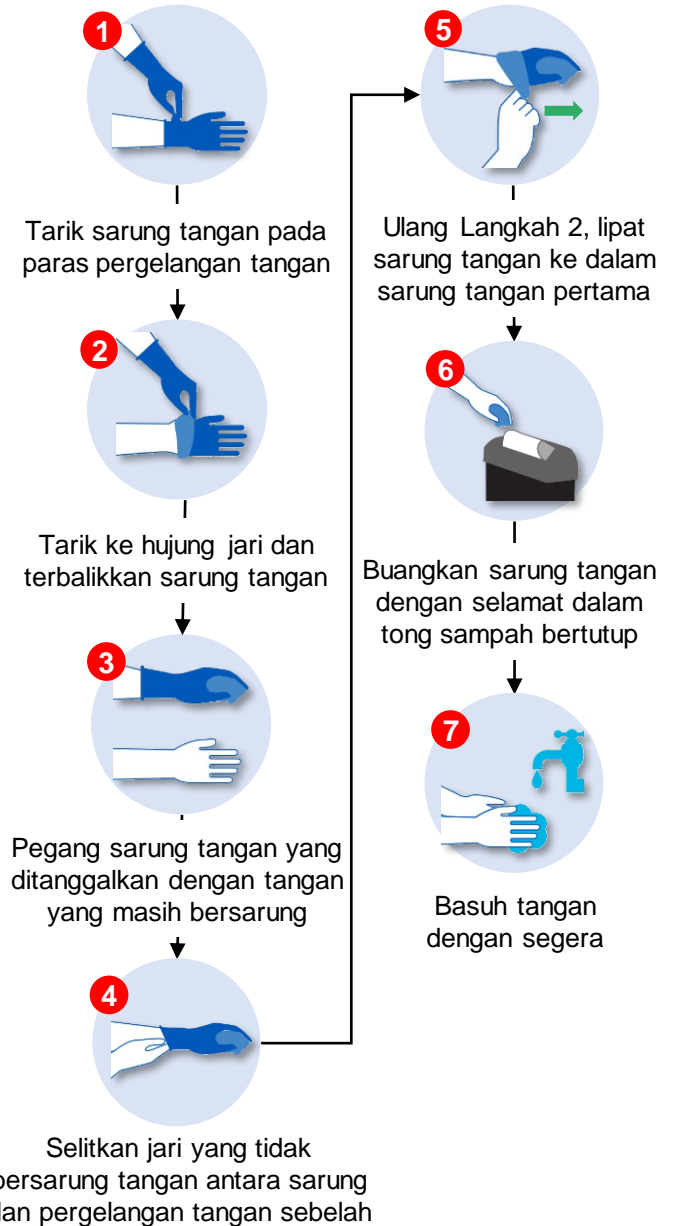 1
Tarik sarung tangan pada
paras pergelangan tangan
2
Tarik ke hujung jari dan
terbalikkan sarung tangan
3
Pegang sarung tangan yang
ditanggalkan dengan tangan
yang masih bersarung
4
Selitkan jari yang tidak
bersarung tangan antara sarung
dan pergelangan tangan sebelah
5
Ulang Langkah 2, lipat
sarung tangan ke dalam
sarung tangan pertama
6
Buangkan sarung tangan
dengan selamat dalam
tong sampah bertutup
7
Basuh tangan
dengan segera